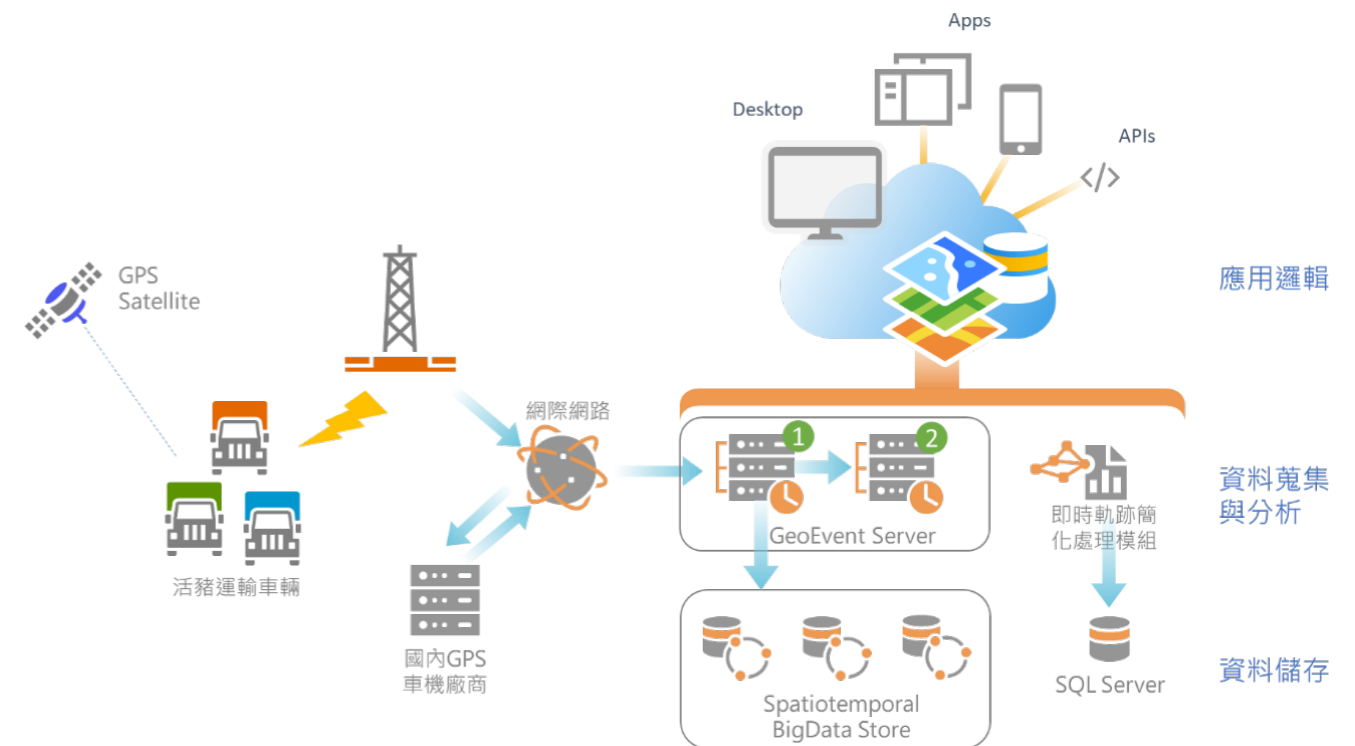 Apps
Desktop
APIs
</>
GPS
Satellite
應用邏輯
網際網路
1
2
GeoEvent Server
即時軌跡簡
化處理模組
資料蒐集
與分析
活豬運輸車輛
國內GPS
車機廠商
Spatiotemporal
BigData Store
SQL Server
資料儲存